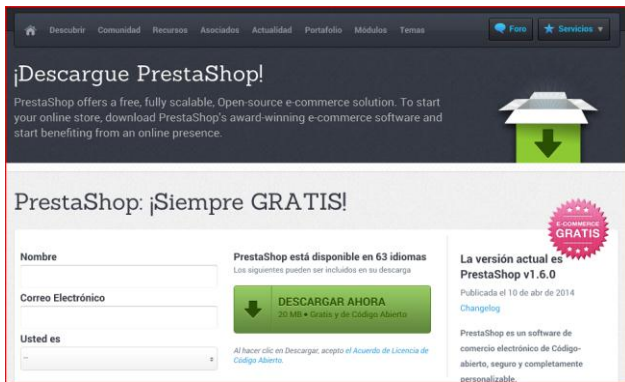 Descubrir Comunidad Recursos Asociados Actualidad Portafolio Módulos Temas Foro Servicios
¡Descargue PrestaShop!
PrestaShop offers a free, fully scalable, Open-source e-commerce solution. To start
your online store, download PrestaShop's award-winning e-commerce software and
start benefiting from an online presence.
PrestaShop: ¡Siempre GRATIS!
E-COMMERCE
GRATIS
Nombre
Correo Electrónico
Usted es
--
PrestaShop está disponible en 63 idiomas
Los siguientes pueden ser incluidos en su descarga
DESCARGAR AHORA
20 MB • Gratis y de Código Abierto
Al hacer clic en Descargar, acepto el Acuerdo de Licencia de
Código Abierto.
La versión actual es
PrestaShop v1.6.0
Publicada el 10 de abr de 2014
Changelog
PrestaShop es un software de
comercio electrónico de Código-
abierto, seguro y completamente
personalizable.